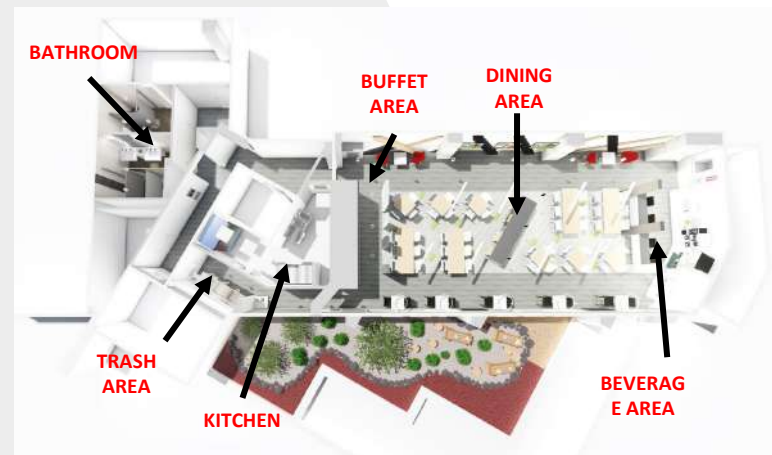 BATHROOM
BUFFET
AREA
DINING
AREA
TRASH
AREA
KITCHEN
BEVERAG
E AREA